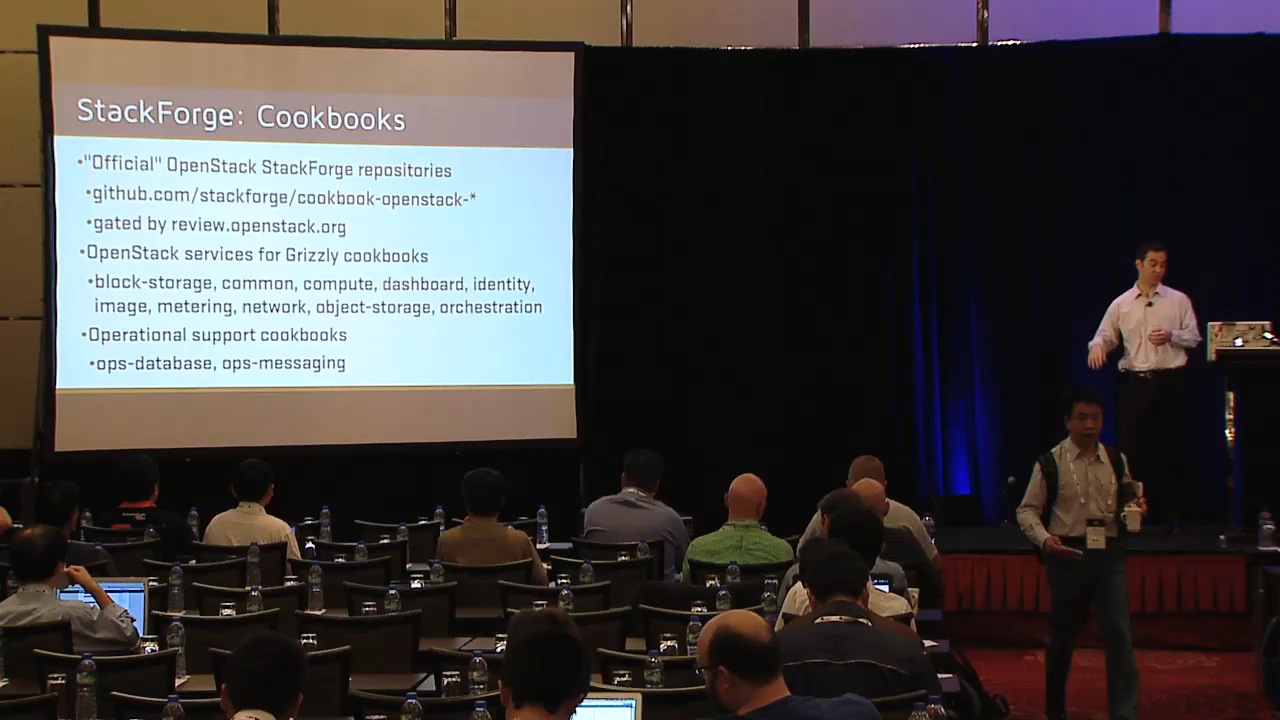 StackForge: Cookbooks
•"Official" OpenStack StackForge repositories
•github.com/stackforge/cookbook-openstack-*
•gated by review.openstack.org
•OpenStack services for Grizzly cookbooks
•block-storage, common, compute, dashboard, identity,
image, metering, network, object-storage, orchestration
•Operational support cookbooks
•ops-database, ops-messaging